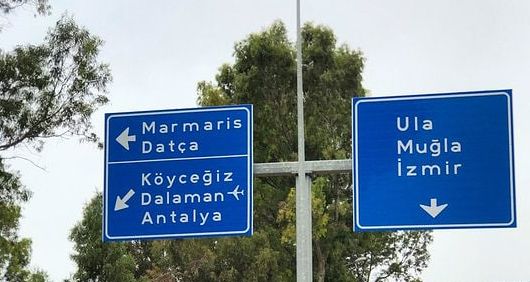 Marmaris
Datça
Köyceğiz
Dalaman
Antalya
Ula
Muğla
İzmir